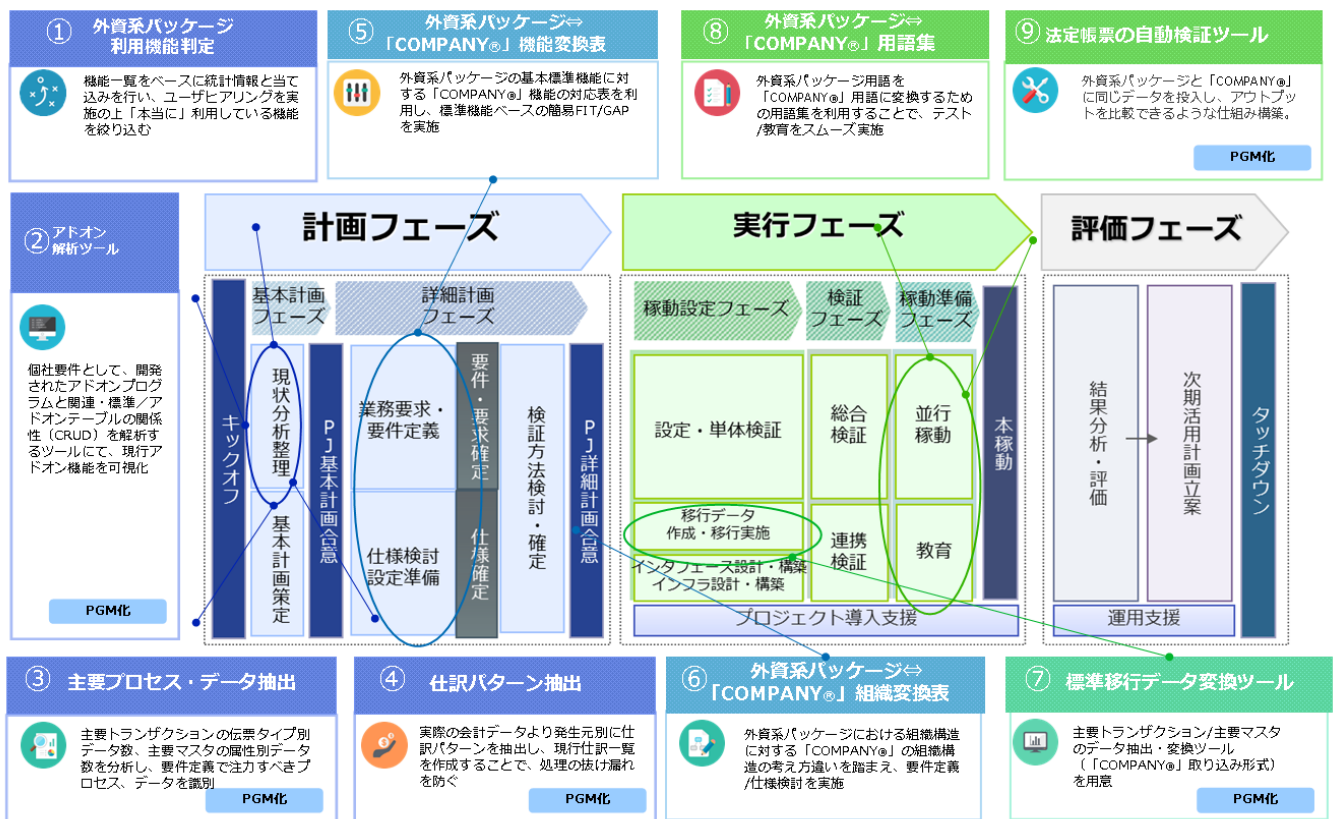 ① 外資系パッケージ
利用機能判定
機能一覧をベースに統計情報と当て
込みを行い、ユーザヒアリングを実
施の上「本当に」利用している機能
を絞り込む
⑤ 外資系パッケージ⇔
「COMPANY®」機能変換表
外資系パッケージの基本標準機能に対
する「COMPANY®」機能の対応表を利
用し、標準機能ベースの簡易FIT/GAP
を実施
⑧ 外資系パッケージ⇔
「COMPANY®」用語集
外資系パッケージ用語を
「COMPANY®」用語に変換するため
の用語集を利用することで、テスト
/教育をスムーズ実施
⑨ 法定帳票の自動検証ツール
外資系パッケージと「COMPANY®」
に同じデータを投入し、アウトプッ
トを比較できるような仕組み構築。
PGM化
② アドオン
解析ツール
個社要件として、開発
されたアドオンプログ
ラムと関連・標準／ア
ドオンテーブルの関係
性（CRUD）を解析す
るツールにて、現行ア
ドオン機能を可視化
PGM化
計画フェーズ
基本計画
フェーズ
詳細計画
フェーズ
キックオフ
現状分析整理
基本計画策定
PJ基本計画合意
業務要求・
要件定義
仕様検討
設定準備
要件・要求確定
仕様確定
検証方法検討・確定
PJ詳細計画合意
実行フェーズ
稼動設定フェーズ
検証
フェーズ
稼動準備
フェーズ
設定・単体検証
移行データ
作成・移行実施
インタフェース設計・構築
インフラ設計・構築
総合
検証
連携
検証
並行
稼動
教育
本稼動
プロジェクト導入支援
評価フェーズ
結果分析・評価
次期活用計画立案
タッチダウン
運用支援
③ 主要プロセス・データ抽出
主要トランザクションの伝票タイプ別
データ数、主要マスタの属性別データ
数を分析し、要件定義で注力すべきプ
ロセス、データを識別
PGM化
④ 仕訳パターン抽出
実際の会計データより発生元別に仕
訳パターンを抽出し、現行仕訳一覧
を作成することで、処理の抜け漏れ
を防ぐ
PGM化
⑥ 外資系パッケージ⇔
「COMPANY®」組織変換表
外資系パッケージにおける組織構造
に対する「COMPANY®」の組織構
造の考え方違いを踏まえ、要件定義
/仕様検討を実施
⑦ 標準移行データ変換ツール
主要トランザクション/主要マスタ
のデータ抽出・変換ツール
（「COMPANY®」取り込み形式）
を用意
PGM化